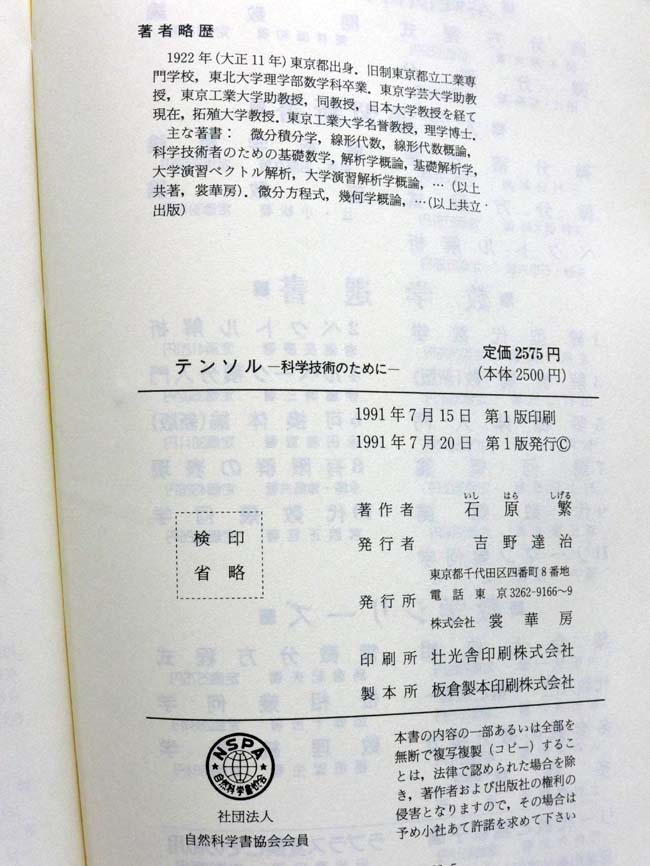 著者略歴
1922年(大正11年)東京都出身.旧制東京都立工業専
門学校,東北大学理学部数学科卒業.東京学芸大学助教
授,東京工業大学助教授,同教授,日本大学教授を経て
現在,拓殖大学教授.東京工業大学名誉教授,理学博士.
主な著書: 微分積分学,線形代数,線形代数概論,
科学技術者のための基礎数学,解析学概論,基礎解析学,
大学演習ベクトル解析,大学演習解析学概論,…(以上
共著,裳華房).微分方程式,幾何学概論,…(以上共立
出版)
テンソル ―科学技術のために―
定価2575円
(本体2500円)
1991年7月15日 第1版印刷
1991年7月20日 第1版発行©
検印
省略
いし はら しげる
著作者 石原繁
発行者 吉野達治
東京都千代田区四番町8番地
発行所 電話 東京 3262-9166~9
株式会社 裳華房
印刷所 壮光舎印刷株式会社
製本所 板倉製本印刷株式会社
NSPA
自然科学書協会
社団法人
自然科学書協会会員
本書の内容の一部あるいは全部を
無断で複写複製(コピー)するこ
とは,法律で認められた場合を除
き,著作者および出版社の権利の
侵害となりますので,その場合は
予め小社あて許諾を求めて下さい